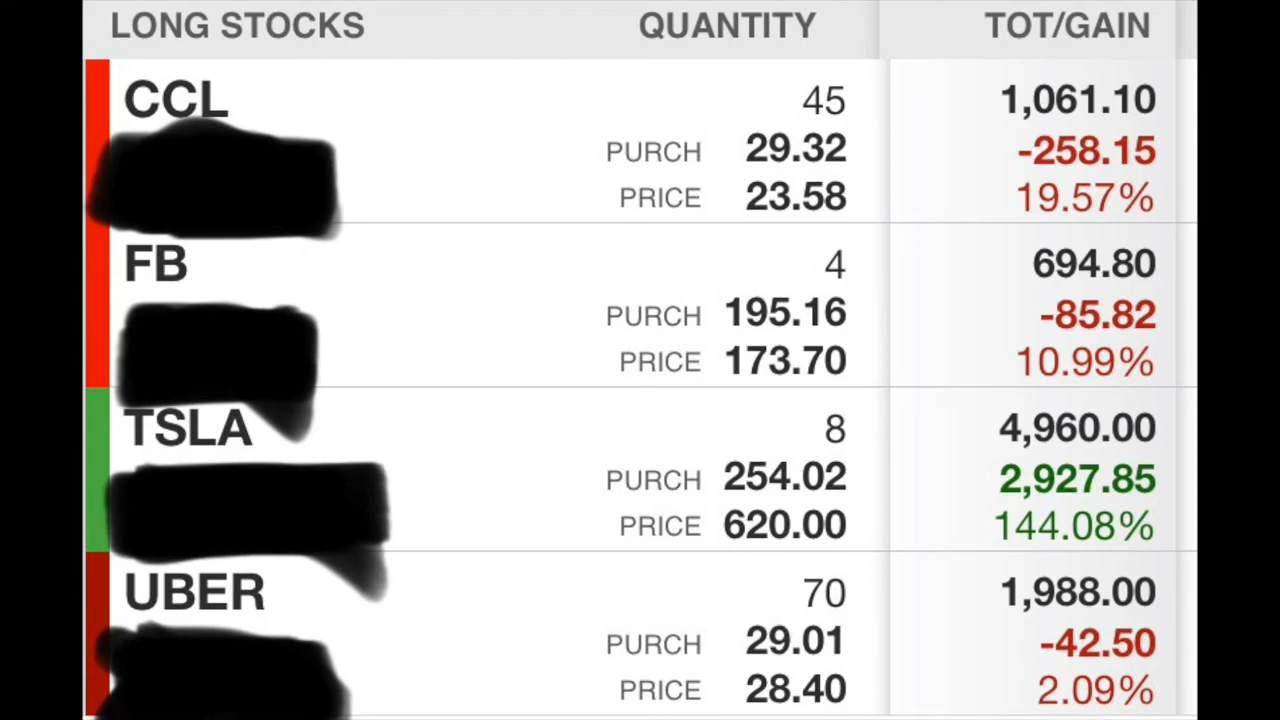 LONG STOCKS QUANTITY TOT/GAIN
CCL 45 1,061.10
PURCH 29.32 -258.15
PRICE 23.58 19.57%
FB 4 694.80
PURCH 195.16 -85.82
PRICE 173.70 10.99%
TSLA 8 4,960.00
PURCH 254.02 2,927.85
PRICE 620.00 144.08%
UBER 70 1,988.00
PURCH 29.01 -42.50
PRICE 28.40 2.09%